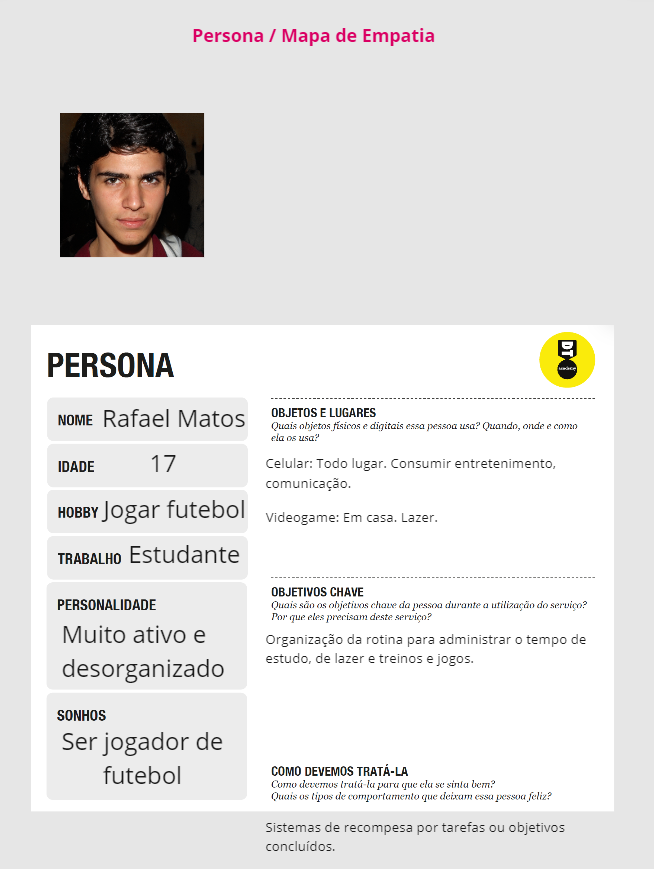 Persona / Mapa de Empatia
PERSONA
DT
academy
NOME Rafael Matos
IDADE 17
HOBBY Jogar futebol
TRABALHO Estudante
PERSONALIDADE
Muito ativo e
desorganizado
SONHOS
Ser jogador de
futebol
OBJETOS E LUGARES
Quais objetos físicos e digitais essa pessoa usa? Quando, onde e como
ela os usa?
Celular: Todo lugar. Consumir entretenimento,
comunicação.
Videogame: Em casa. Lazer.
OBJETIVOS CHAVE
Quais são os objetivos chave da pessoa durante a utilização do serviço?
Por que eles precisam deste serviço?
Organização da rotina para administrar o tempo de
estudo, de lazer e treinos e jogos.
COMO DEVEMOS TRATÁ-LA
Como devemos tratá-la para que ela se sinta bem?
Quais os tipos de comportamento que deixam essa pessoa feliz?
Sistemas de recompesa por tarefas ou objetivos
concluídos.